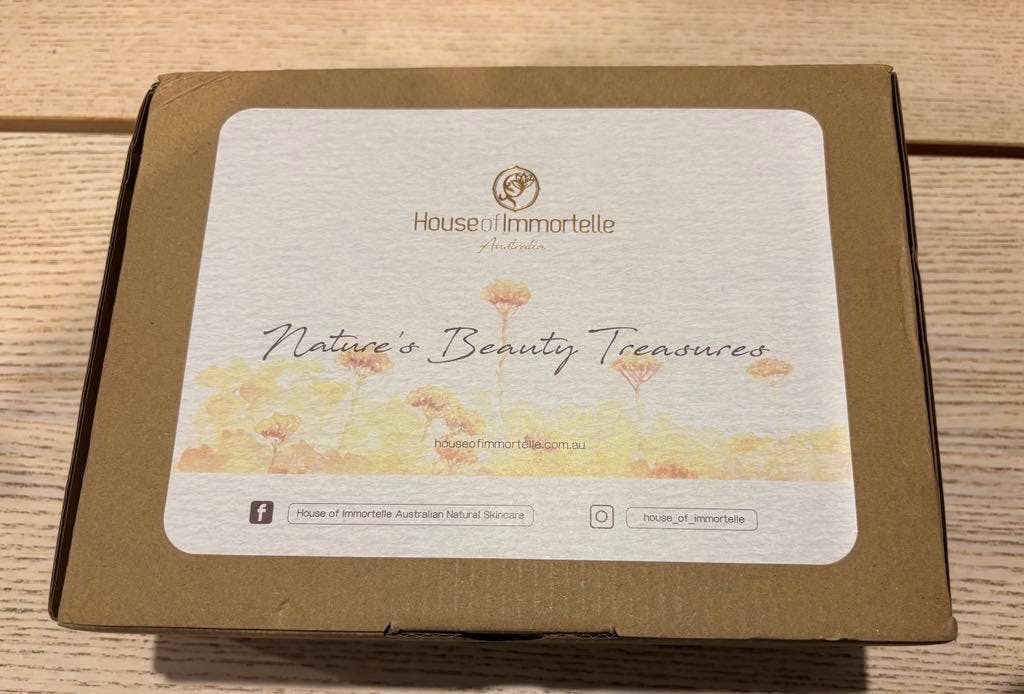 House of Immortelle
Australia
Nature's Beauty Treasures
houseofimmortelle.com.au
f House of Immortelle Australian Natural Skincare
house_of_immortelle